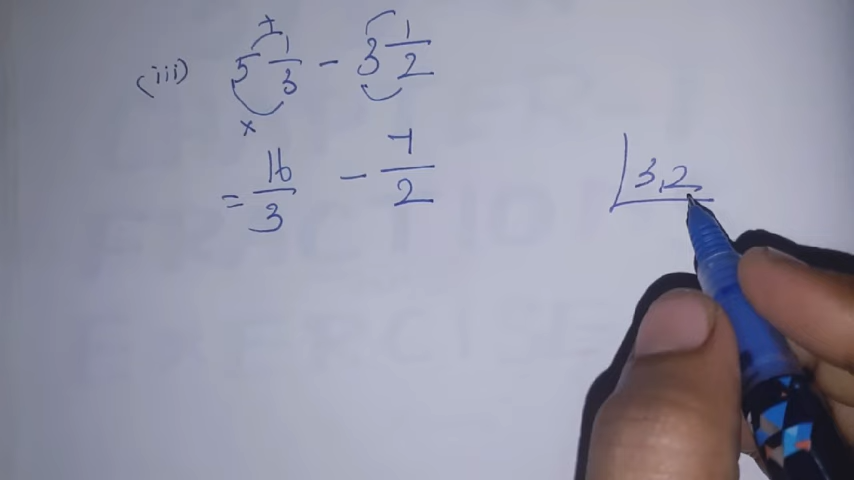 (iii) 5 1/3 - 3 1/2
+
×
= 16/3 - 7/2
3,2